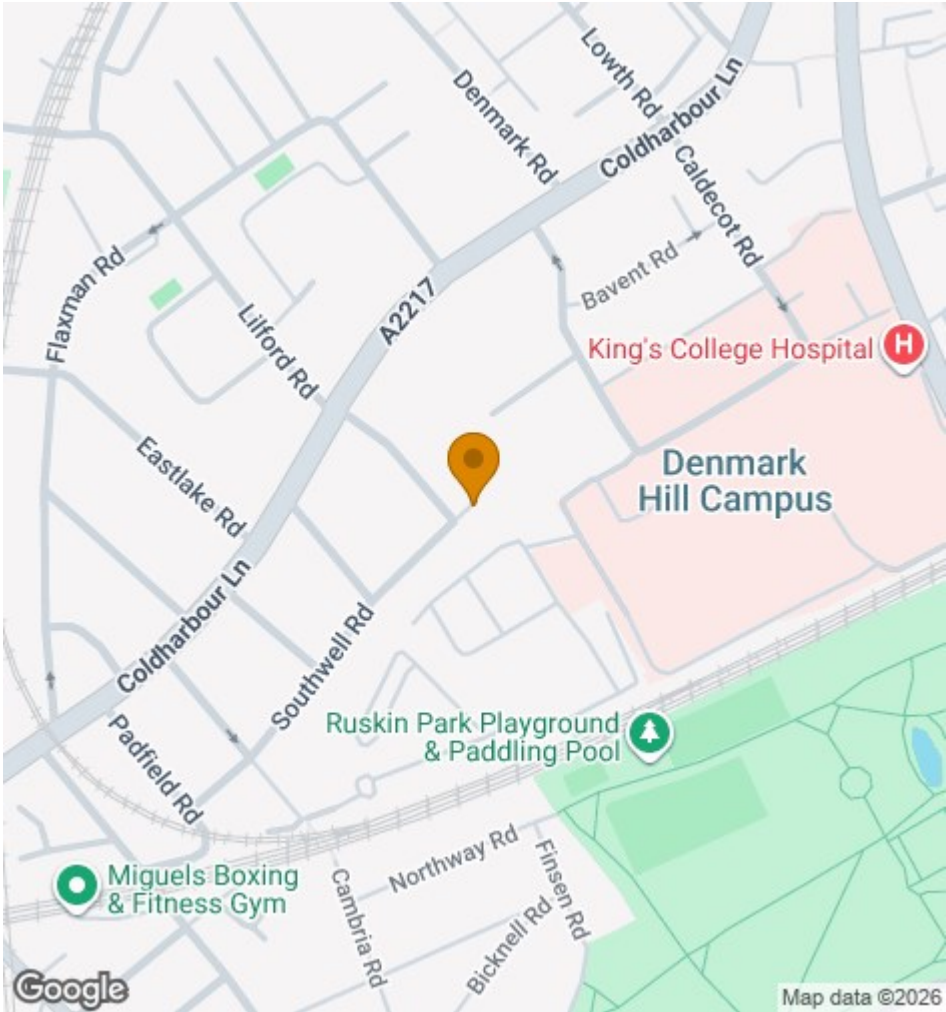 Lowth Rd
Denmark Rd
Coldharbour Ln
Caldecot Rd
Bavent Rd
Flaxman Rd
A2217
Lilford Rd
King's College Hospital
H
Eastlake Rd
Denmark
Hill Campus
Coldharbour Ln
Southwell Rd
Padfield Rd
Ruskin Park Playground
& Paddling Pool
Northway Rd
Finsen Rd
Miguels Boxing
& Fitness Gym
Cambria Rd
Bicknell Rd
Google
Map data ©2026